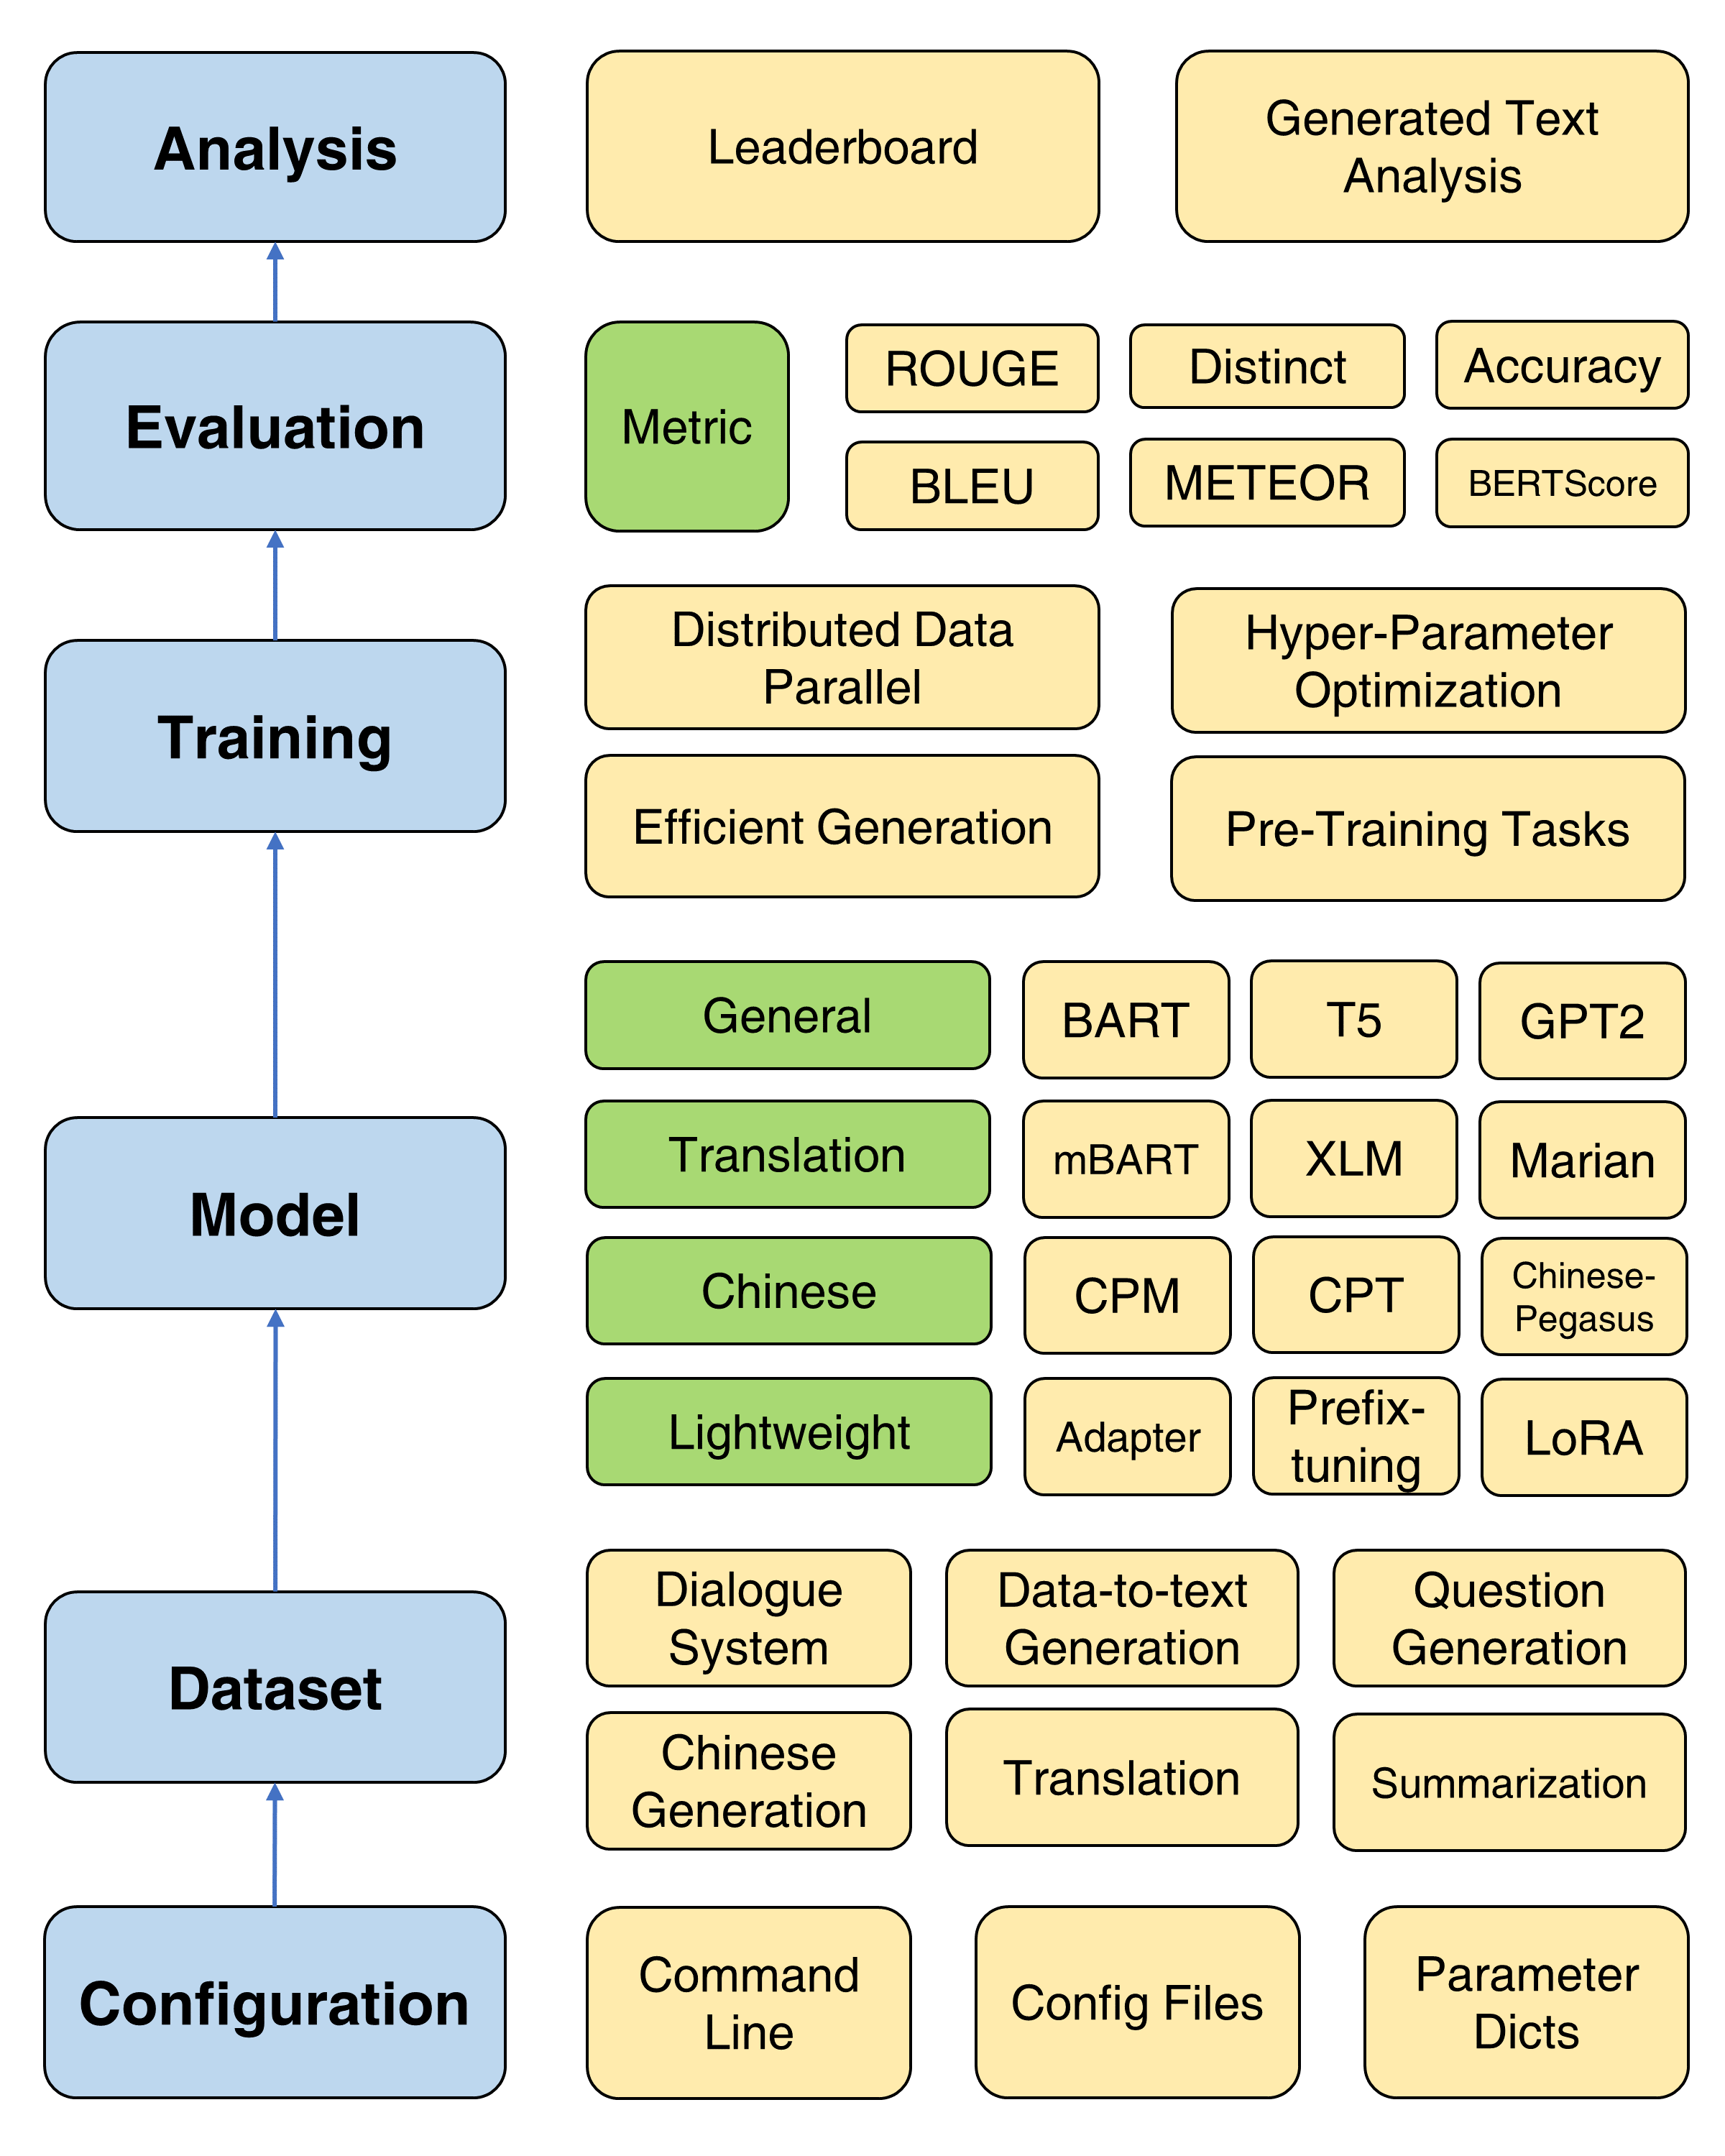 Analysis
Leaderboard
Generated Text
Analysis
Evaluation
Metric
ROUGE
Distinct
Accuracy
BLEU
METEOR
BERTScore
Training
Distributed Data
Parallel
Hyper-Parameter
Optimization
Efficient Generation
Pre-Training Tasks
Model
General
BART
T5
GPT2
Translation
mBART
XLM
Marian
Chinese
CPM
CPT
Chinese-
Pegasus
Lightweight
Adapter
Prefix-
tuning
LoRA
Dataset
Dialogue
System
Data-to-text
Generation
Question
Generation
Chinese
Generation
Translation
Summarization
Configuration
Command
Line
Config Files
Parameter
Dicts